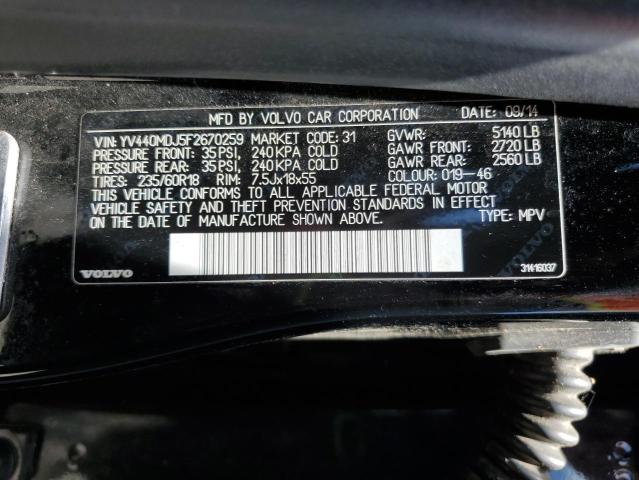 MFD BY VOLVO CAR CORPORATION DATE: 09/14
VIN: YV440MDJ5F2670259 MARKET CODE: 31 GVWR: 5140 LB
PRESSURE FRONT: 35 PSI, 240 KPA COLD GAWR FRONT: 2720 LB
PRESSURE REAR: 35 PSI, 240 KPA COLD GAWR REAR: 2560 LB
TIRES: 235/60R18 RIM: 7.5Jx18x55 COLOUR: 019-46
THIS VEHICLE CONFORMS TO ALL APPLICABLE FEDERAL MOTOR
VEHICLE SAFETY AND THEFT PREVENTION STANDARDS IN EFFECT
ON THE DATE OF MANUFACTURE SHOWN ABOVE. TYPE: MPV
VOLVO 31416037